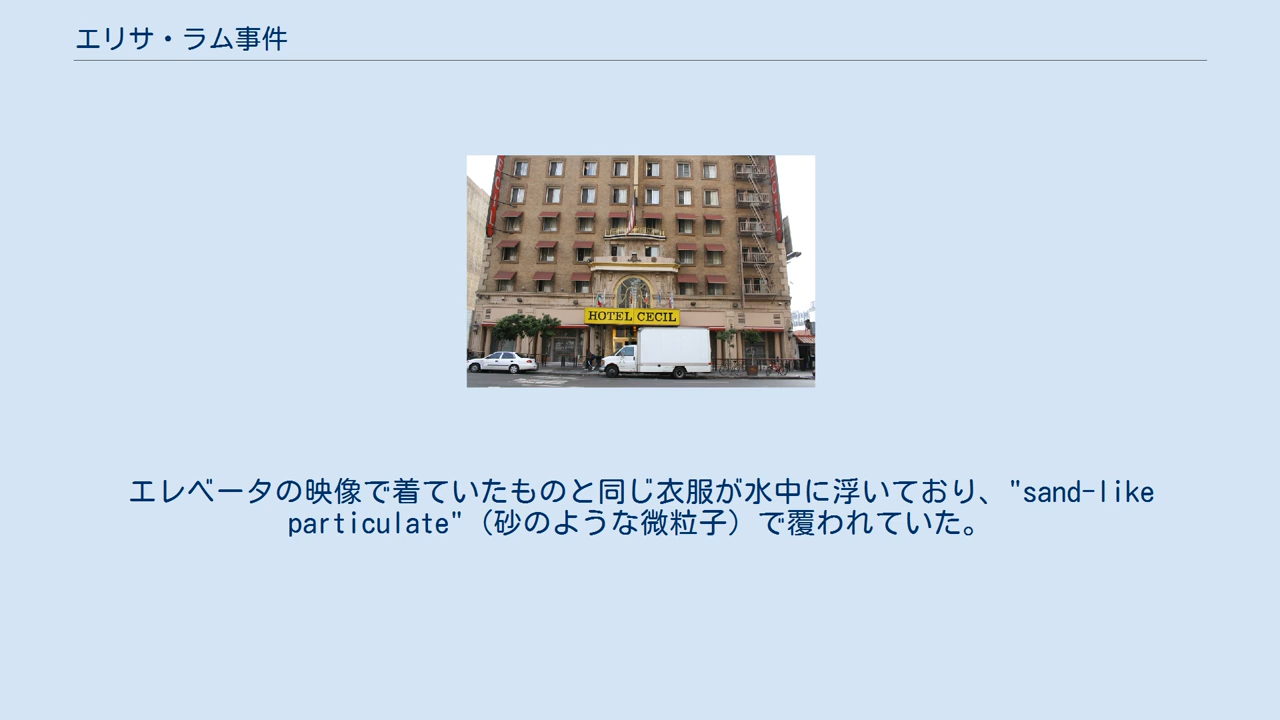 エリサ・ラム事件
HOTEL CECIL
エレベータの映像で着ていたものと同じ衣服が水中に浮いており、"sand-like
particulate"（砂のような微粒子）で覆われていた。